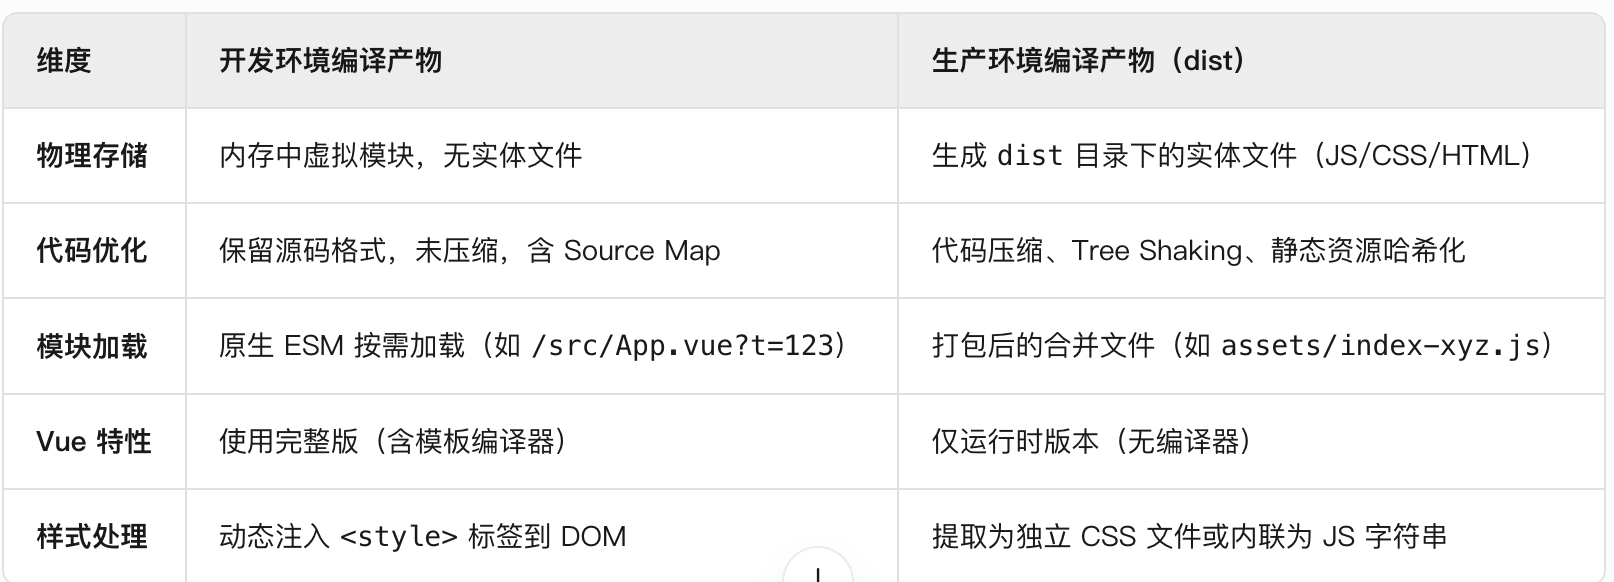 维度 开发环境编译产物 生产环境编译产物（dist）
物理存储 内存中虚拟模块，无实体文件 生成 dist 目录下的实体文件（JS/CSS/HTML）
代码优化 保留源码格式，未压缩，含 Source Map 代码压缩、Tree Shaking、静态资源哈希化
模块加载 原生 ESM 按需加载（如 /src/App.vue?t=123） 打包后的合并文件（如 assets/index-xyz.js）
Vue 特性 使用完整版（含模板编译器） 仅运行时版本（无编译器）
样式处理 动态注入 <style> 标签到 DOM 提取为独立 CSS 文件或内联为 JS 字符串